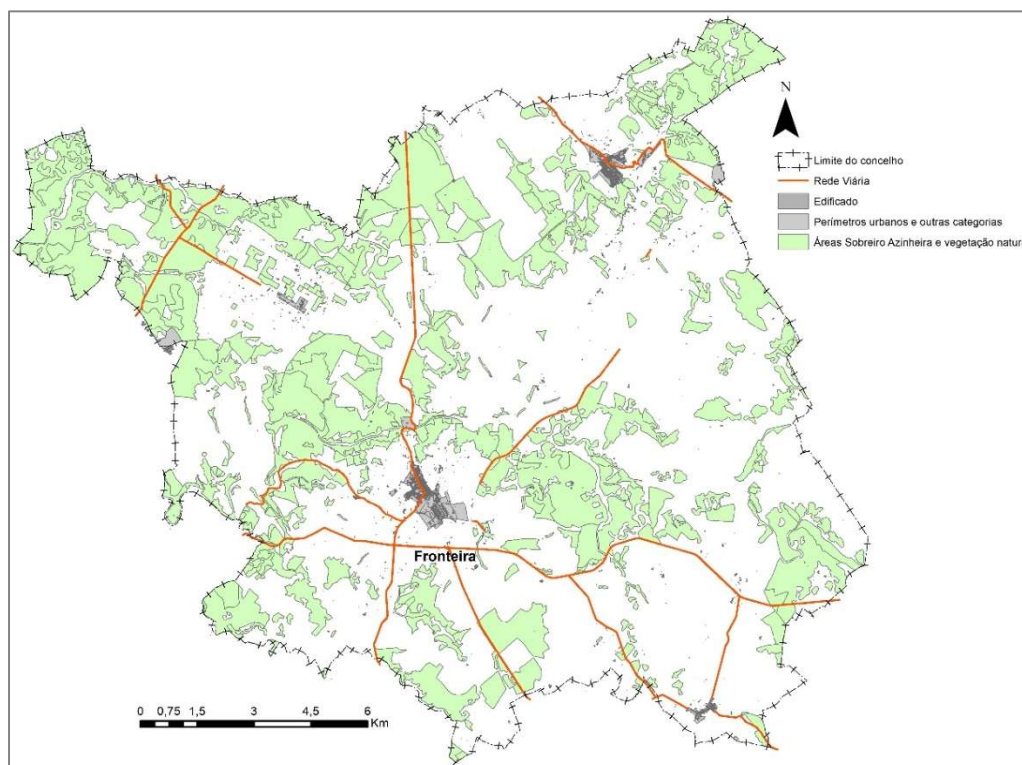 N
Limite do concelho
Rede Viária
Edificado
Perímetros urbanos e outras categorias
Áreas Sobreiro Azinheira e vegetação natura
Fronteira
0 0,75 1,5 3 4,5 6
Km